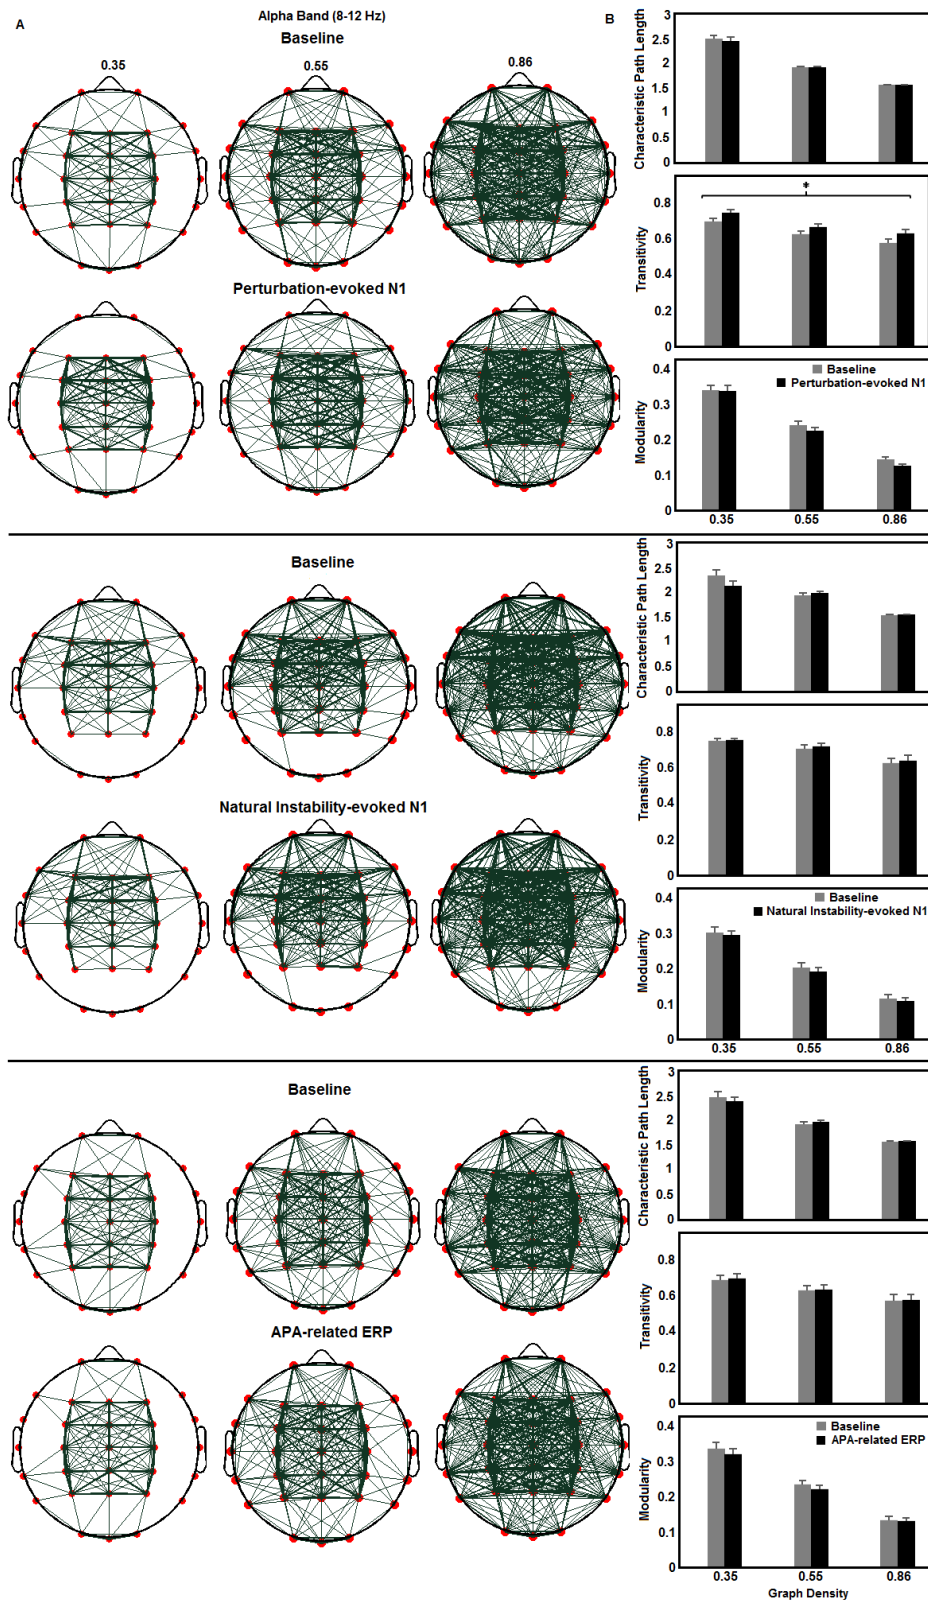 A
Alpha Band (8-12 Hz)
Baseline
0.35
0.55
0.86
Perturbation-evoked N1
B
Characteristic Path Length
3
2.5
2
1.5
1
0.5
0
*
Transitivity
0.8
0.6
0.4
0.2
0
Modularity
0.4
0.3
0.2
0.1
0
Baseline
Perturbation-evoked N1
0.35
0.55
0.86
Baseline
Natural Instability-evoked N1
Characteristic Path Length
3
2.5
2
1.5
1
0.5
0
Transitivity
0.8
0.6
0.4
0.2
0
Modularity
0.4
0.3
0.2
0.1
0
Baseline
Natural Instability-evoked N1
0.35
0.55
0.86
Baseline
APA-related ERP
Characteristic Path Length
3
2.5
2
1.5
1
0.5
0
Transitivity
0.8
0.6
0.4
0.2
0
Modularity
0.4
0.3
0.2
0.1
0
Baseline
APA-related ERP
0.35
0.55
0.86
Graph Density